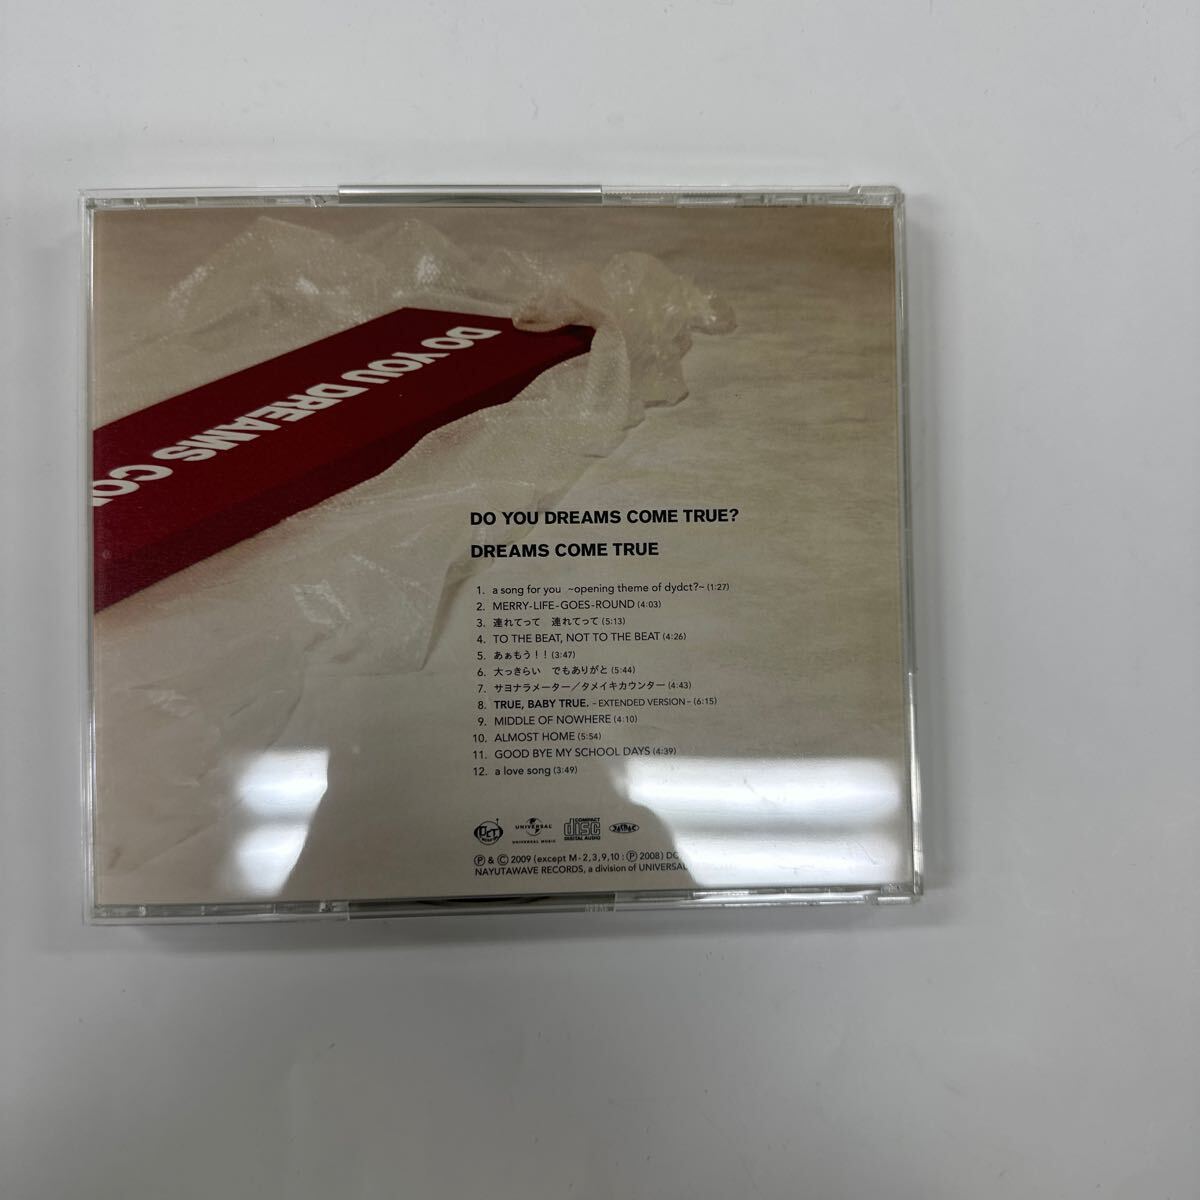 DO YOU DREAMS CO
DO YOU DREAMS COME TRUE?
DREAMS COME TRUE
1. a song for you ~opening theme of dydct?~ (1:27)
2. MERRY-LIFE-GOES-ROUND (4:03)
3. 連れてって 連れてって (5:13)
4. TO THE BEAT, NOT TO THE BEAT (4:26)
5. あぁもう！！ (3:47)
6. 大っきらい でもありがと (5:44)
7. サヨナラメーター／タメイキカウンター (4:43)
8. TRUE, BABY TRUE. - EXTENDED VERSION - (6:15)
9. MIDDLE OF NOWHERE (4:10)
10. ALMOST HOME (5:54)
11. GOOD BYE MY SCHOOL DAYS (4:39)
12. a love song (3:49)
DCT UNIVERSAL UNIVERSAL MUSIC COMPACT disc DIGITAL AUDIO JASRAC
Ⓟ & Ⓒ 2009 (except M - 2,3,9,10 : Ⓟ 2008) DC
NAYUTAWAVE RECORDS, a division of UNIVERSAL